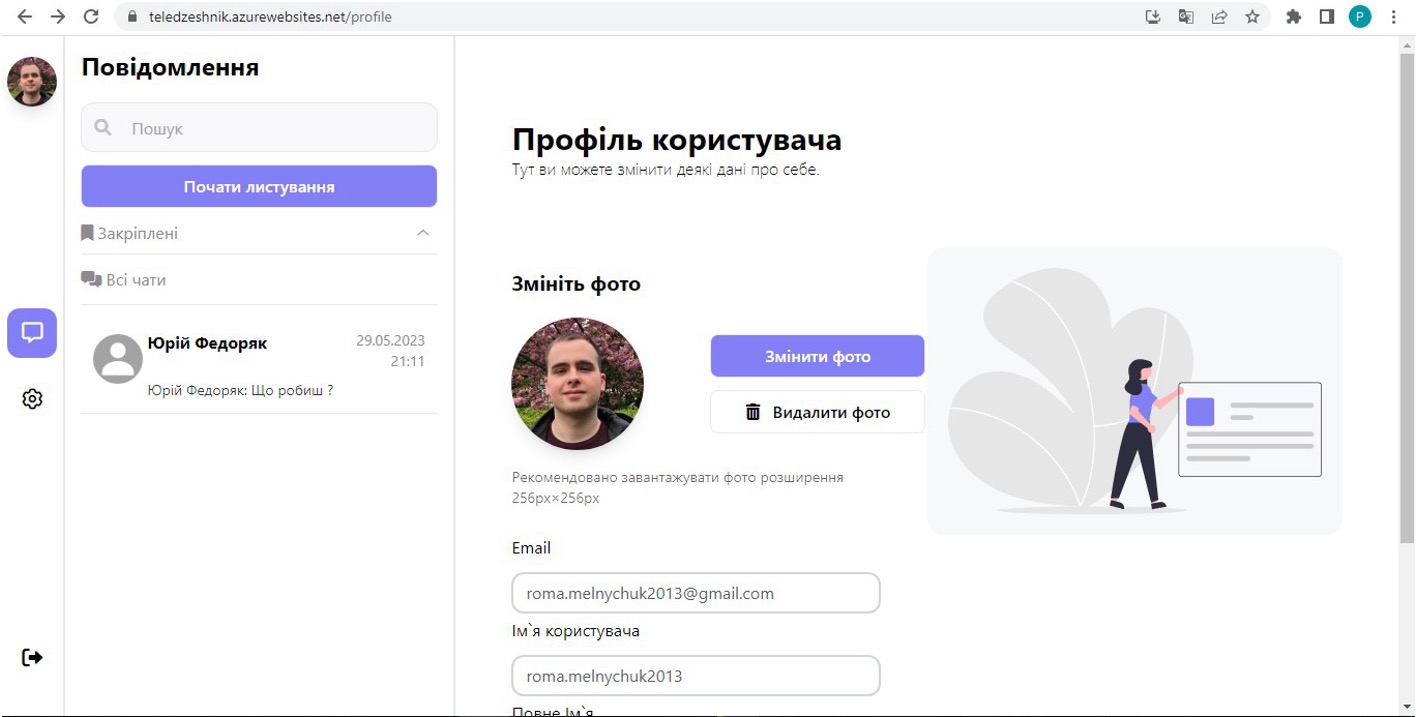 teledzeshnik.azurewebsites.net/profile
P
Повідомлення
Пошук
Почати листування
Закріплені
Всі чати
Юрій Федоряк
29.05.2023
21:11
Юрій Федоряк: Що робиш ?
Профіль користувача
Тут ви можете змінити деякі дані про себе.
Змініть фото
Змінити фото
Видалити фото
Рекомендовано завантажувати фото розширення
256px×256px
Email
roma.melnychuk2013@gmail.com
Ім`я користувача
roma.melnychuk2013
Повне Ім`я